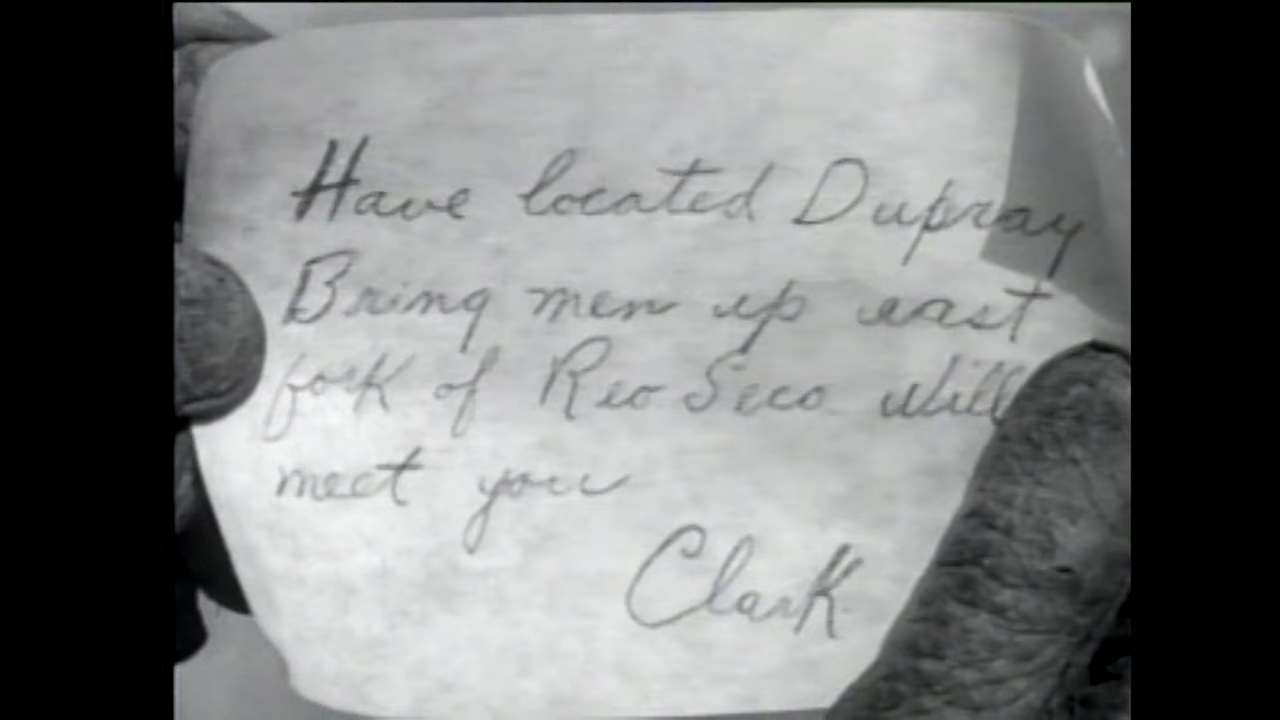 Have located Dupray
Bring men up east
fork of Rio Seco. Will
meet you
Clark